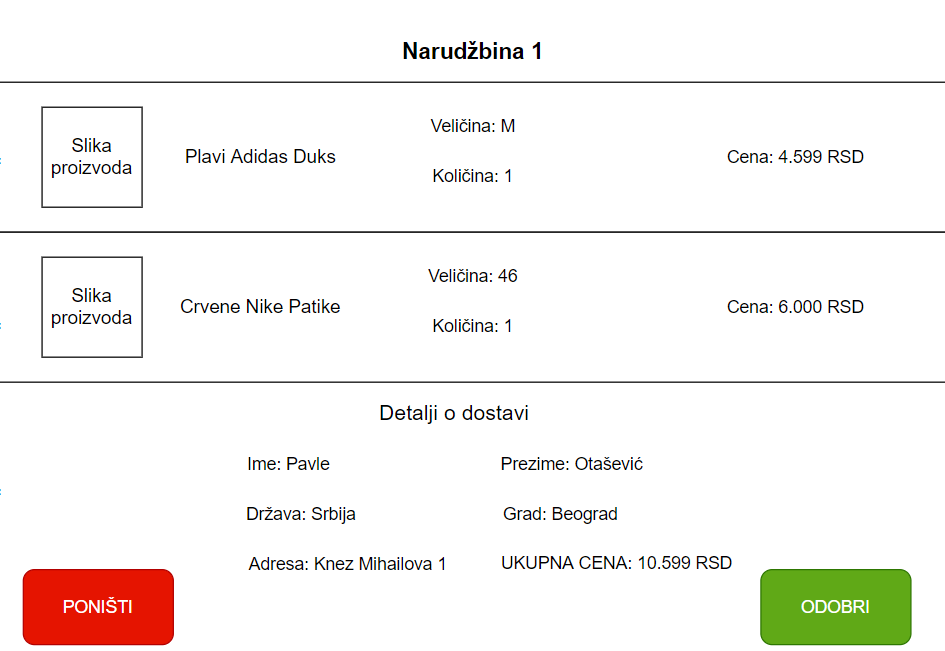 Narudžbina 1
Slika
proizvoda
Plavi Adidas Duks
Veličina: M
Količina: 1
Cena: 4.599 RSD
Slika
proizvoda
Crvene Nike Patike
Veličina: 46
Količina: 1
Cena: 6.000 RSD
Detalji o dostavi
Ime: Pavle
Prezime: Otašević
Država: Srbija
Grad: Beograd
Adresa: Knez Mihailova 1
UKUPNA CENA: 10.599 RSD
PONIŠTI
ODOBRI